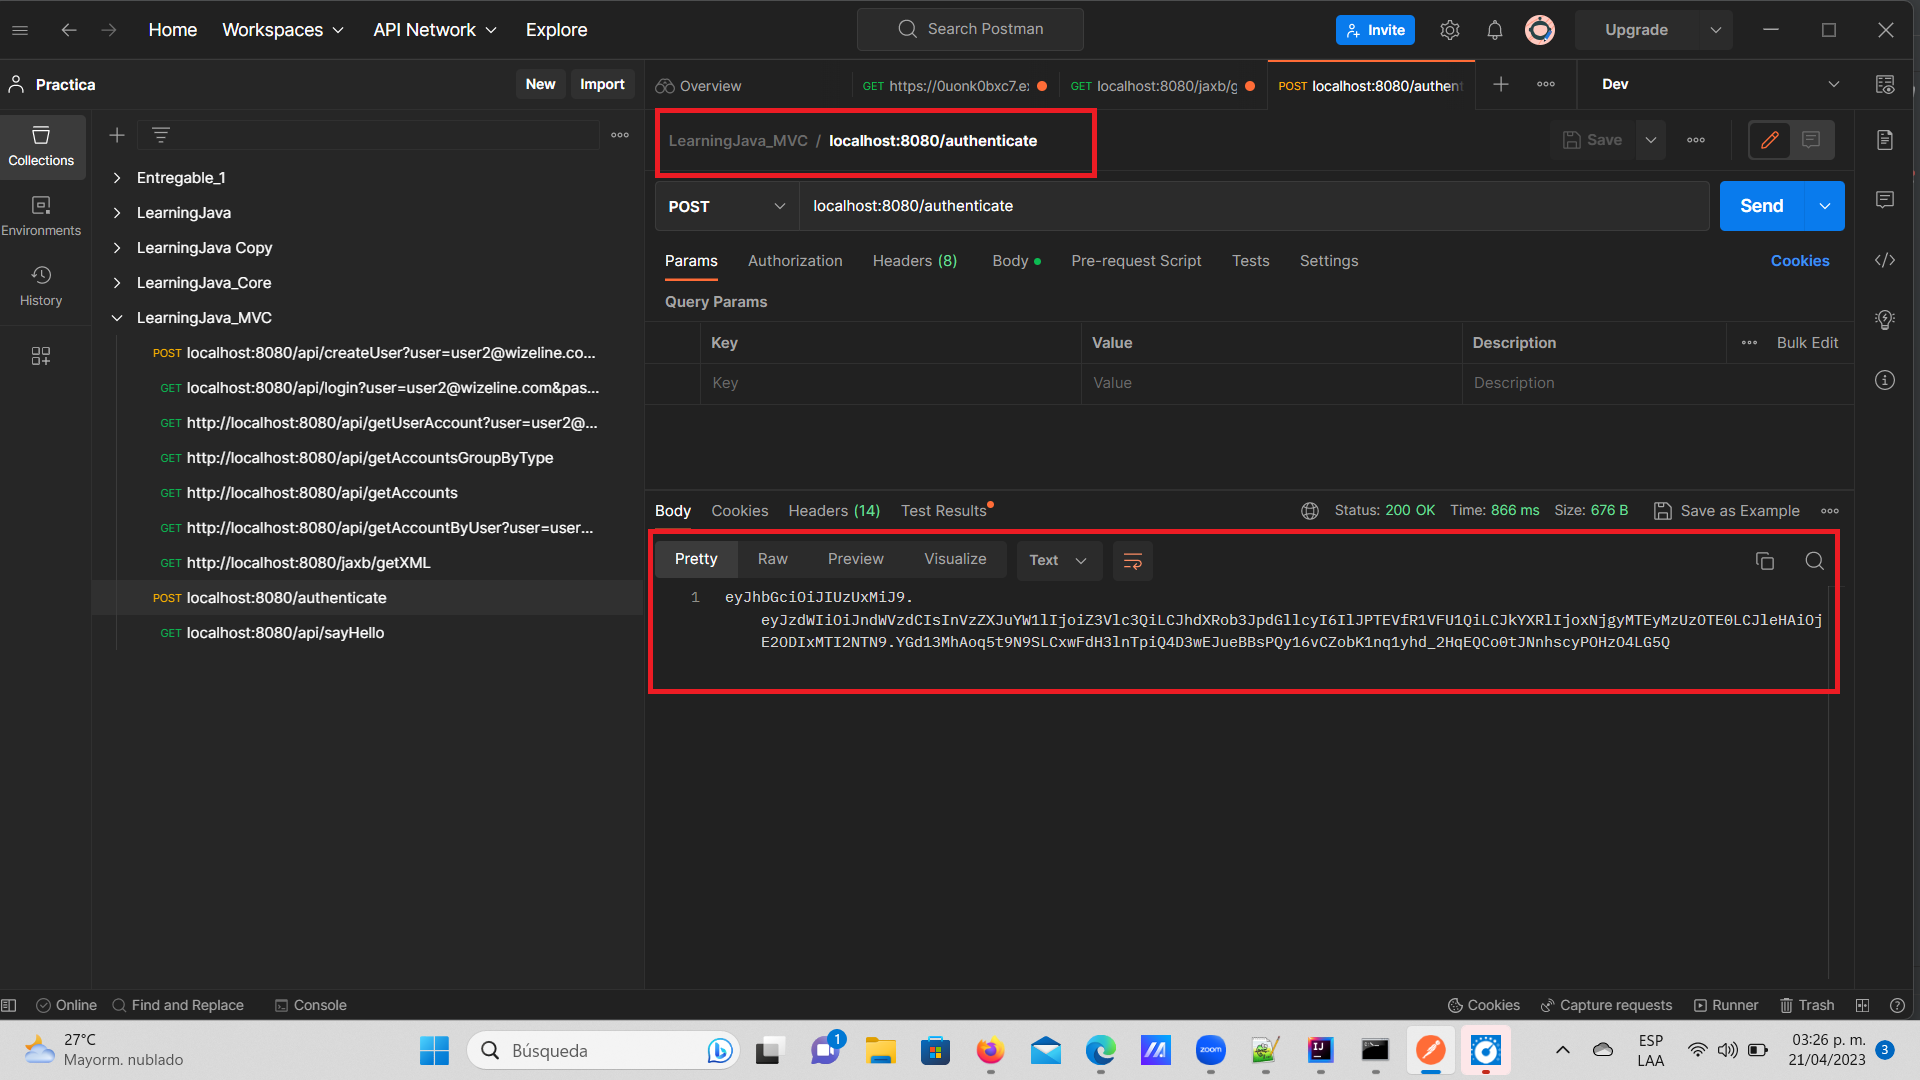 Home
Workspaces
API Network
Explore
Search Postman
Invite
Upgrade
Practica
New
Import
Overview
GET https://0uonk0bxc7.ex
GET localhost:8080/jaxb/g
POST localhost:8080/authent
Dev
LearningJava_MVC / localhost:8080/authenticate
Save
Collections
Environments
History
Entregable_1
LearningJava
LearningJava Copy
LearningJava_Core
LearningJava_MVC
POST localhost:8080/api/createUser?user=user2@wizeline.co...
GET localhost:8080/api/login?user=user2@wizeline.com&pas...
GET http://localhost:8080/api/getUserAccount?user=user2@...
GET http://localhost:8080/api/getAccountsGroupByType
GET http://localhost:8080/api/getAccounts
GET http://localhost:8080/api/getAccountByUser?user=user...
GET http://localhost:8080/jaxb/getXML
POST localhost:8080/authenticate
GET localhost:8080/api/sayHello
POST
localhost:8080/authenticate
Send
Params
Authorization
Headers (8)
Body
Pre-request Script
Tests
Settings
Cookies
Query Params
Key
Value
Description
Bulk Edit
Key
Value
Description
Body
Cookies
Headers (14)
Test Results
Status: 200 OK
Time: 866 ms
Size: 676 B
Save as Example
Pretty
Raw
Preview
Visualize
Text
1 eyJhbGciOiJIUzUxMiJ9.
eyJzdWIiOiJndWVzdCIsInVzZXJuYW1lIjoiZ3Vlc3QiLCJhdXRob3JpdGllcyI6IlJPTEVfR1VFU1QiLCJkYXRlIjoxNjgyMTEyMzUzOTE0LCJleHAiOj
E2ODIxMTI2NTN9.YGd13MhAoq5t9N9SLCxwFdH3lnTpiQ4D3wEJueBBsPQy16vCZobK1nq1yhd_2HqEQCo0tJNnhscyPOHzO4LG5Q
Online
Find and Replace
Console
Cookies
Capture requests
Runner
Trash
27°C
Mayorm. nublado
Búsqueda
1
zoom
IJ
ESP
LAA
03:26 p. m.
21/04/2023
3